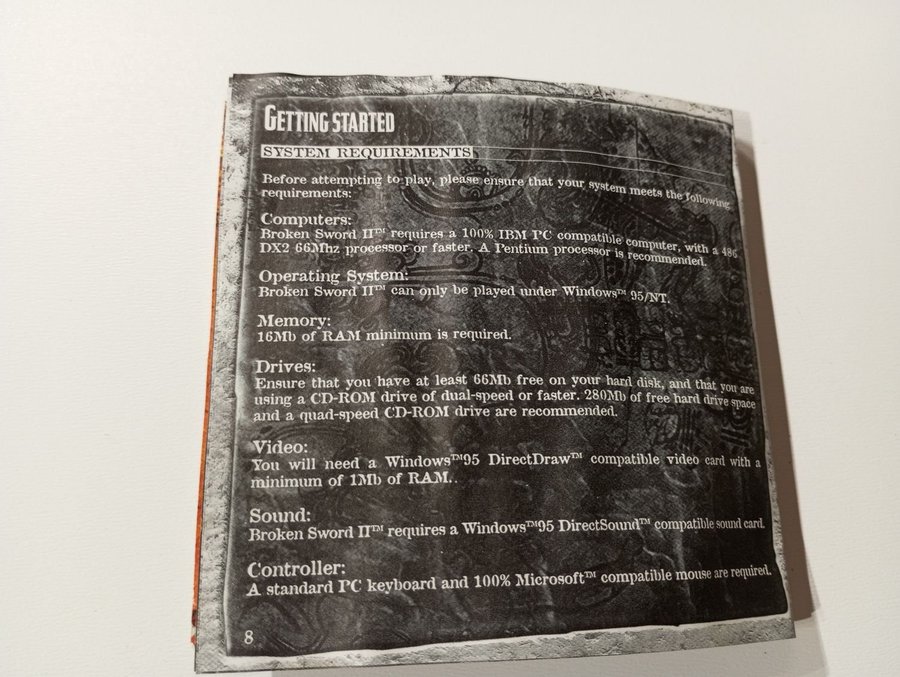 GETTING STARTED
SYSTEM REQUIREMENTS
Before attempting to play, please ensure that your system meets the following
requirements:
Computers:
Broken Sword II™ requires a 100% IBM PC compatible computer, with a 486
DX2 66Mhz processor or faster. A Pentium processor is recommended.
Operating System:
Broken Sword II™ can only be played under Windows™ 95/NT.
Memory:
16Mb of RAM minimum is required.
Drives:
Ensure that you have at least 66Mb free on your hard disk, and that you are
using a CD-ROM drive of dual-speed or faster. 280Mb of free hard drive space
and a quad-speed CD-ROM drive are recommended.
Video:
You will need a Windows™95 DirectDraw™ compatible video card with a
minimum of 1Mb of RAM..
Sound:
Broken Sword II™ requires a Windows™95 DirectSound™ compatible sound card.
Controller:
A standard PC keyboard and 100% Microsoft™ compatible mouse are required.
8